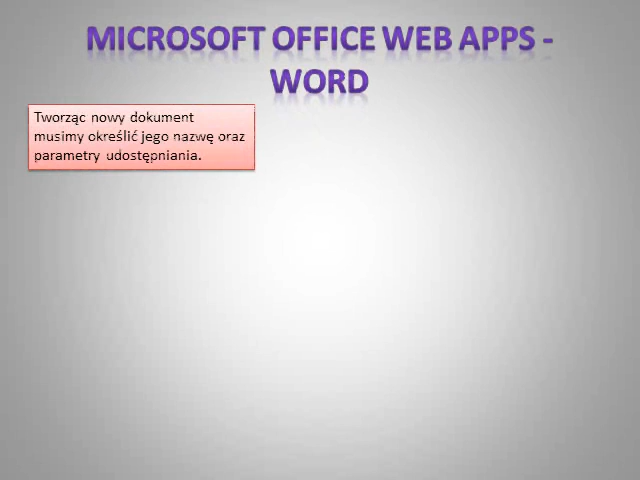 MICROSOFT OFFICE WEB APPS -
WORD
Tworząc nowy dokument
musimy określić jego nazwę oraz
parametry udostępniania.